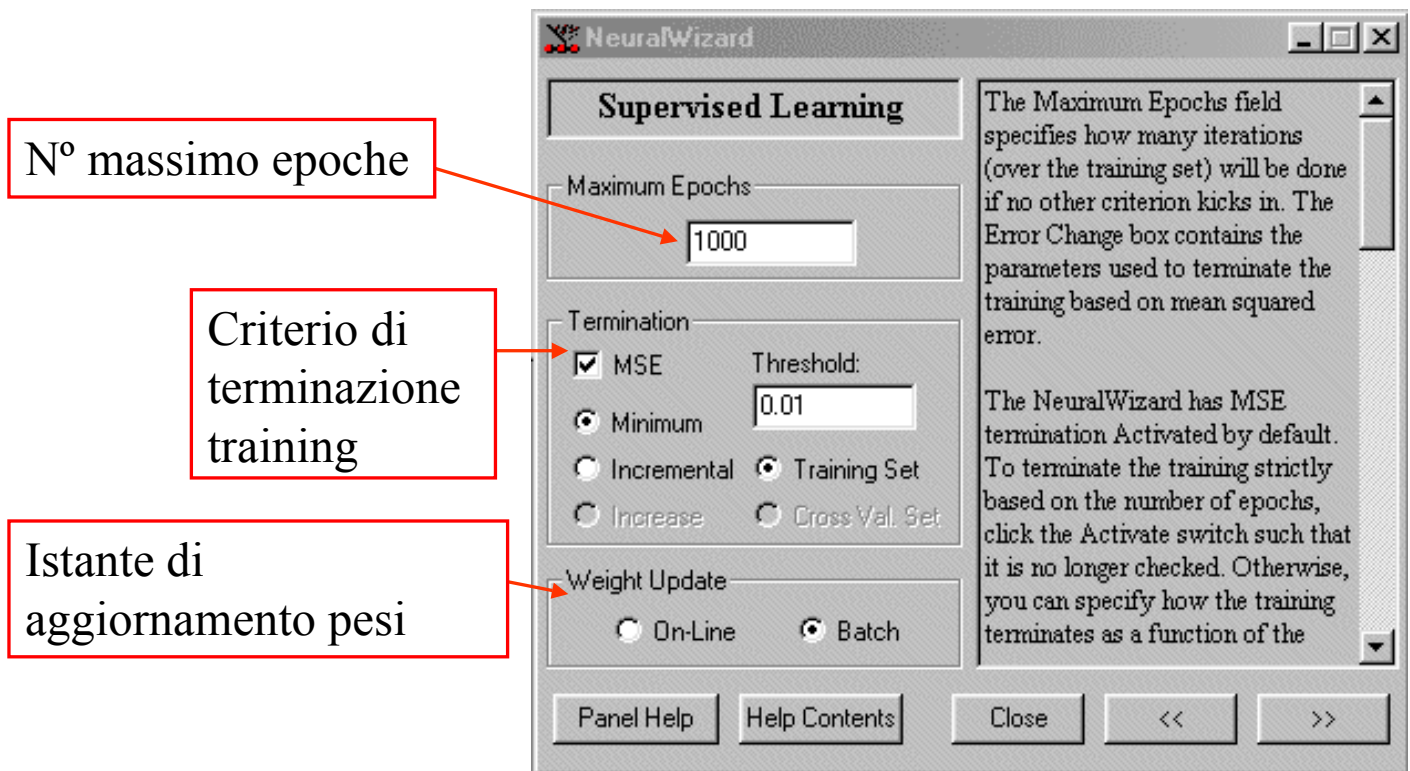 NeuralWizard
Supervised Learning
Nº massimo epoche
Maximum Epochs
1000
Criterio di
terminazione
training
Termination
MSE
Threshold:
0.01
Minimum
Incremental
Training Set
Increase
Cross Val. Set
Istante di
aggiornamento pesi
Weight Update
On-Line
Batch
The Maximum Epochs field
specifies how many iterations
(over the training set) will be done
if no other criterion kicks in. The
Error Change box contains the
parameters used to terminate the
training based on mean squared
error.
The NeuralWizard has MSE
termination Activated by default.
To terminate the training strictly
based on the number of epochs,
click the Activate switch such that
it is no longer checked. Otherwise,
you can specify how the training
terminates as a function of the
Panel Help
Help Contents
Close
<<
>>